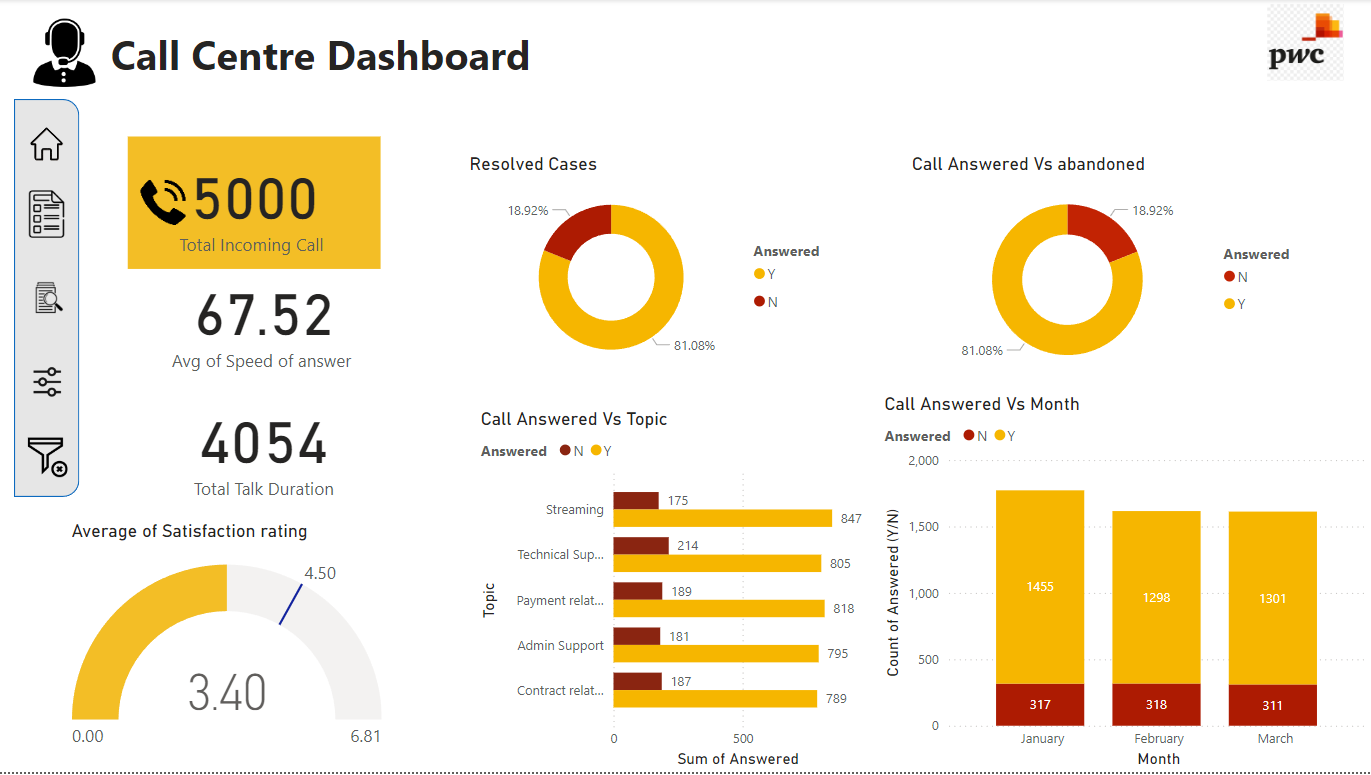 Call Centre Dashboard
pwc
5000
Total Incoming Call
67.52
Avg of Speed of answer
4054
Total Talk Duration
Average of Satisfaction rating
4.50
3.40
0.00
6.81
Resolved Cases
18.92%
81.08%
Answered
Y
N
Call Answered Vs abandoned
18.92%
81.08%
Answered
N
Y
Call Answered Vs Topic
Answered N Y
Topic
Streaming 175
847
Technical Sup... 214
805
Payment relat... 189
818
Admin Support 181
795
Contract relat... 187
789
0 500
Sum of Answered
Call Answered Vs Month
Answered N Y
Count of Answered (Y/N)
2,000
1,500
1,000
500
0
1455 1298 1301
317 318 311
January February March
Month